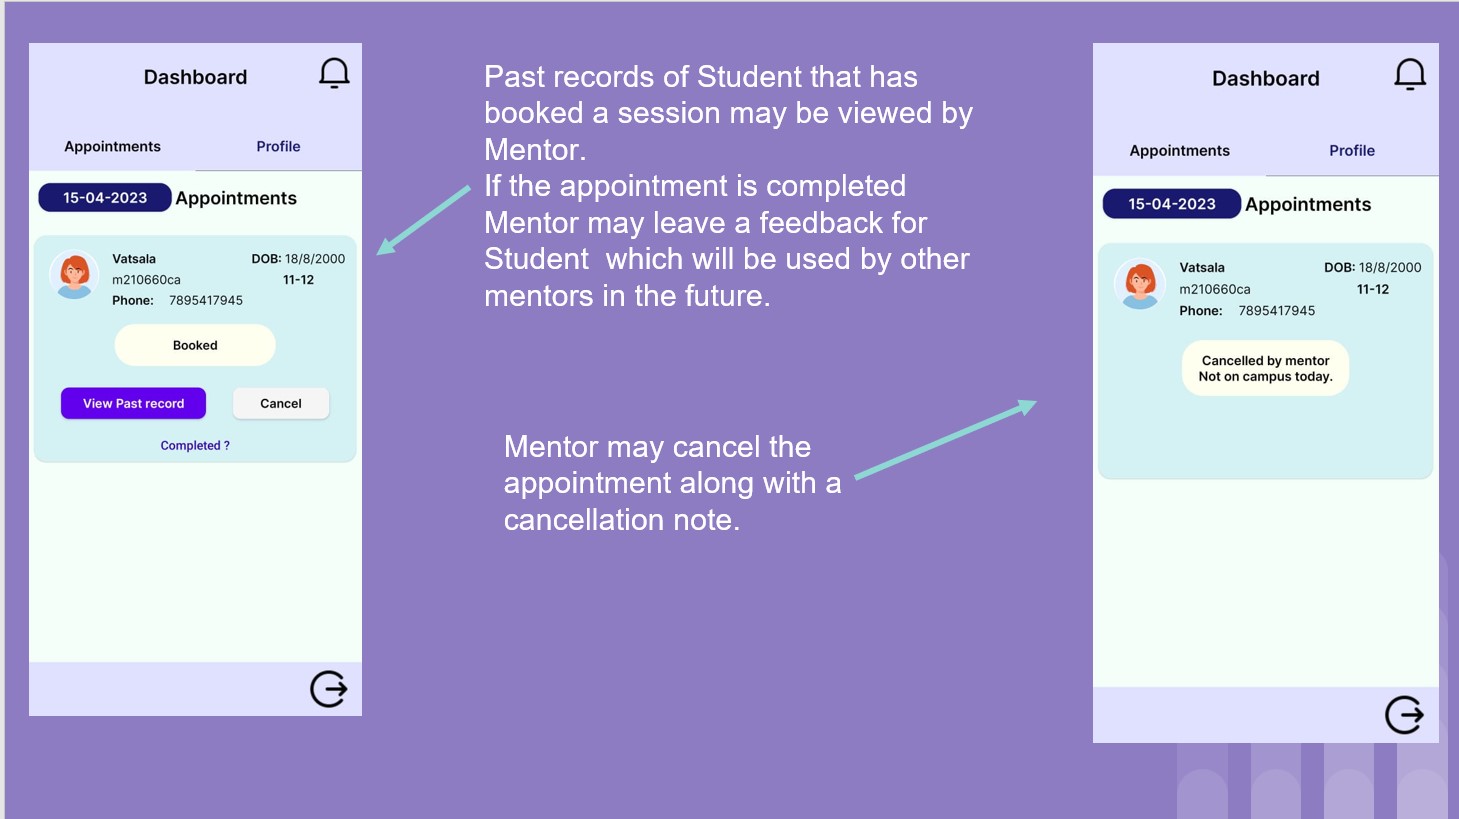 Dashboard
Appointments Profile
15-04-2023 Appointments
Vatsala DOB: 18/8/2000
m210660ca 11-12
Phone: 7895417945
Booked
View Past record Cancel
Completed ?
Past records of Student that has
booked a session may be viewed by
Mentor.
If the appointment is completed
Mentor may leave a feedback for
Student  which will be used by other
mentors in the future.
Mentor may cancel the
appointment along with a
cancellation note.
Dashboard
Appointments Profile
15-04-2023 Appointments
Vatsala DOB: 18/8/2000
m210660ca 11-12
Phone: 7895417945
Cancelled by mentor
Not on campus today.